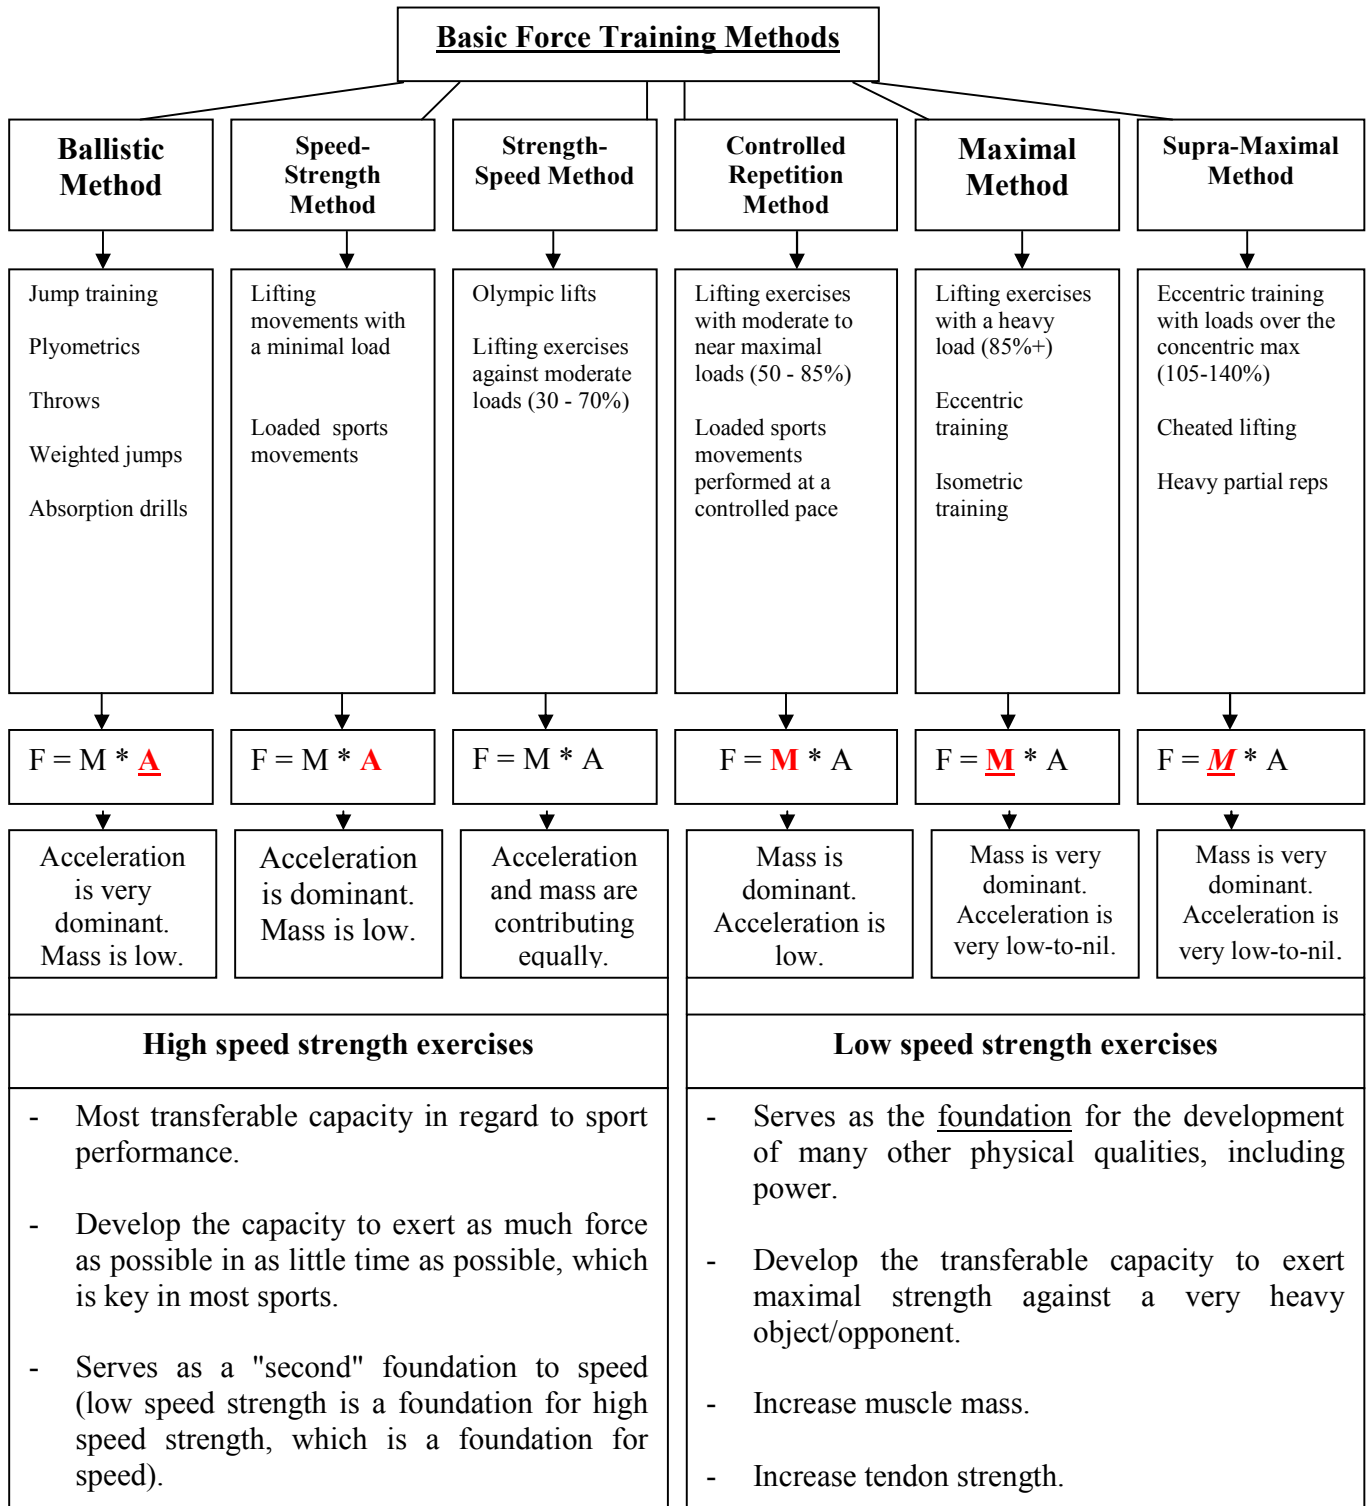 Basic Force Training Methods
Ballistic
Method
Speed-
Strength
Method
Strength-
Speed Method
Controlled
Repetition
Method
Maximal
Method
Supra-Maximal
Method
Jump training
Plyometrics
Throws
Weighted jumps
Absorption drills
Lifting
movements with
a minimal load
Loaded sports
movements
Olympic lifts
Lifting exercises
against moderate
loads (30 - 70%)
Lifting exercises
with moderate to
near maximal
loads (50 - 85%)
Loaded sports
movements
performed at a
controlled pace
Lifting exercises
with a heavy
load (85%+)
Eccentric
training
Isometric
training
Eccentric training
with loads over the
concentric max
(105-140%)
Cheated lifting
Heavy partial reps
F = M * A
F = M * A
F = M * A
F = M * A
F = M * A
F = M * A
Acceleration
is very
dominant.
Mass is low.
Acceleration
is dominant.
Mass is low.
Acceleration
and mass are
contributing
equally.
Mass is
dominant.
Acceleration is
low.
Mass is very
dominant.
Acceleration is
very low-to-nil.
Mass is very
dominant.
Acceleration is
very low-to-nil.
High speed strength exercises
- Most transferable capacity in regard to sport
performance.
- Develop the capacity to exert as much force
as possible in as little time as possible, which
is key in most sports.
- Serves as a "second" foundation to speed
(low speed strength is a foundation for high
speed strength, which is a foundation for
speed).
Low speed strength exercises
- Serves as the foundation for the development
of many other physical qualities, including
power.
- Develop the transferable capacity to exert
maximal strength against a very heavy
object/opponent.
- Increase muscle mass.
- Increase tendon strength.